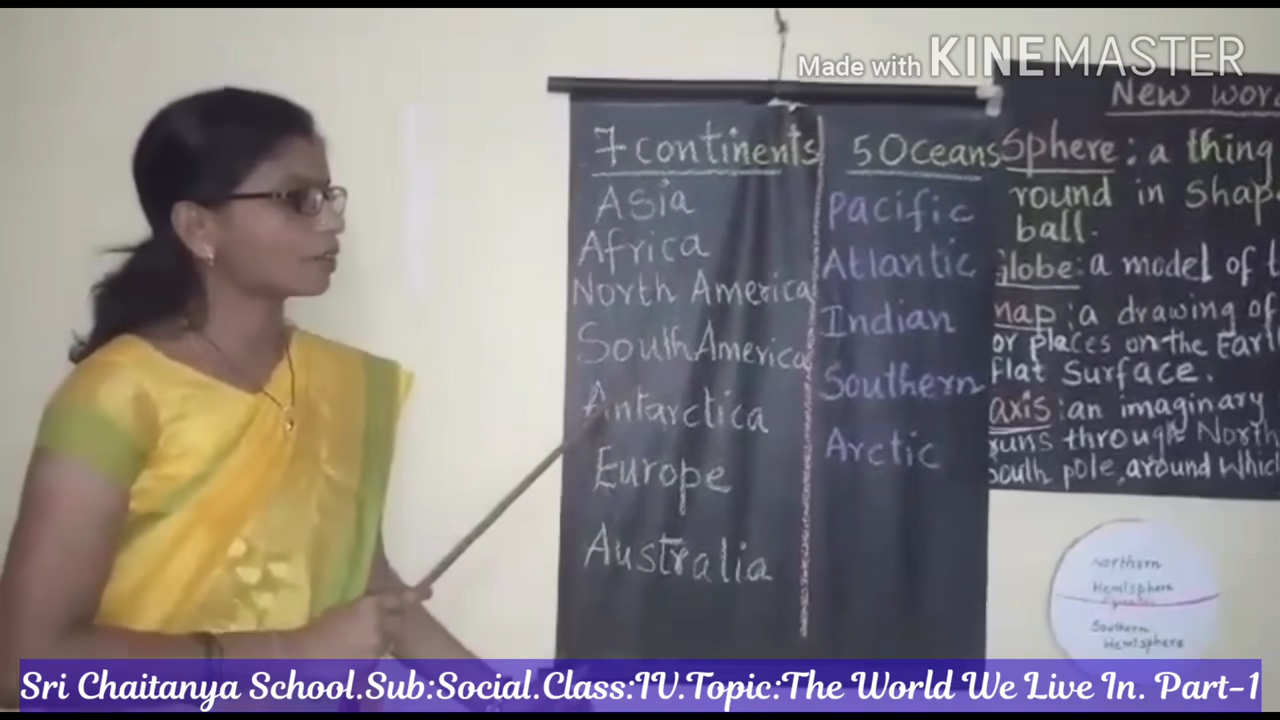 Made with KINEMASTER
7 continents
Asia
Africa
North America
South America
Antarctica
Europe
Australia
5 Oceans
Pacific
Atlantic
Indian
Southern
Arctic
New
Sphere : a thing
round in
ball.
globe : a model of
map : a drawing of
or places on the
Flat Surface.
axis : an imaginary
runs through North
South pole, around
Northern
Hemisphere
Equator
Southern
Hemisphere
Sri Chaitanya School.Sub:Social.Class:IV.Topic:The World We Live In. Part-1